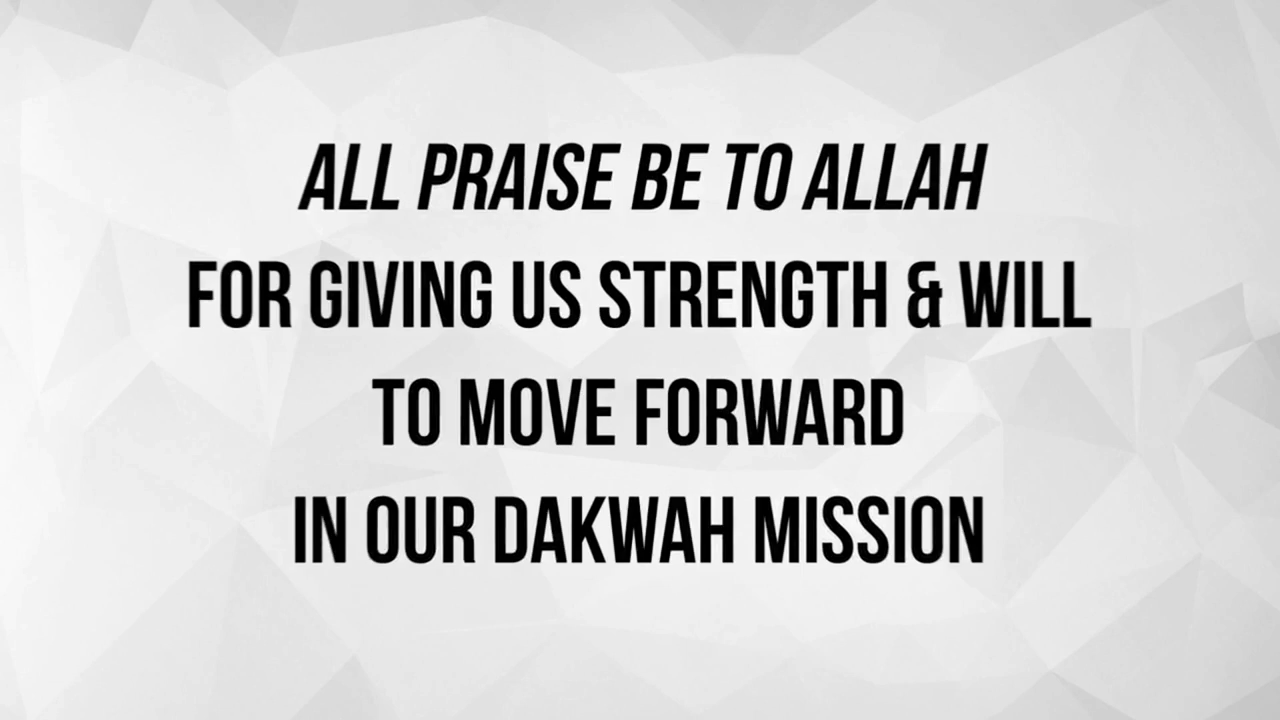 ALL PRAISE BE TO ALLAH
FOR GIVING US STRENGTH & WILL
TO MOVE FORWARD
IN OUR DAKWAH MISSION